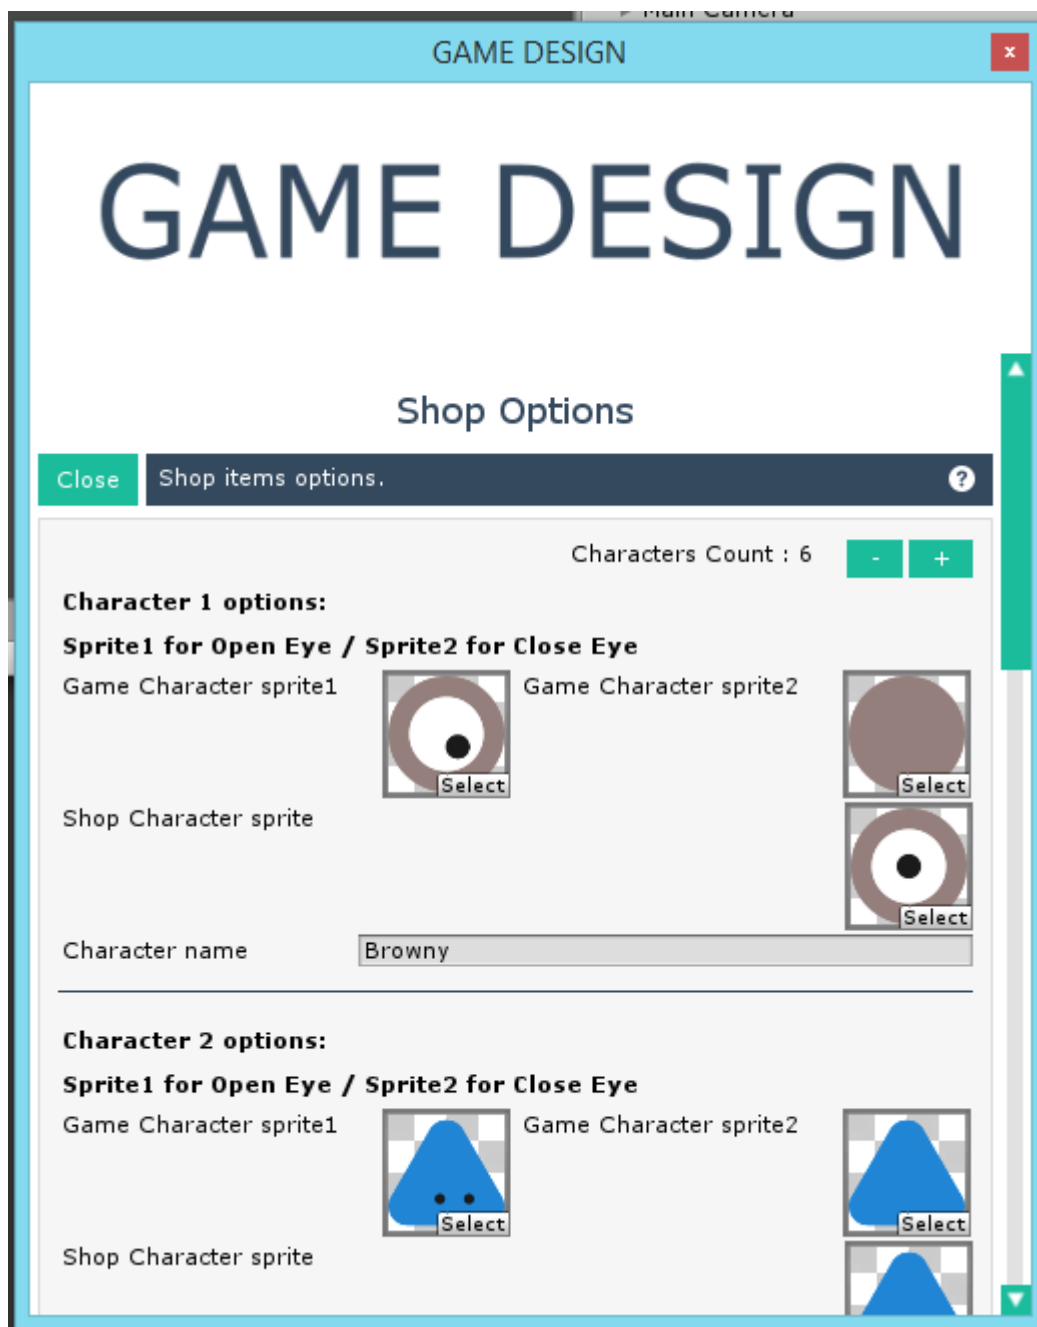 Main Camera
GAME DESIGN
x
GAME DESIGN
Shop Options
Close Shop items options. ?
Characters Count : 6 - +
Character 1 options:
Sprite1 for Open Eye / Sprite2 for Close Eye
Game Character sprite1 Game Character sprite2
Select Select
Shop Character sprite
Select
Character name Browny
Character 2 options:
Sprite1 for Open Eye / Sprite2 for Close Eye
Game Character sprite1 Game Character sprite2
Select Select
Shop Character sprite